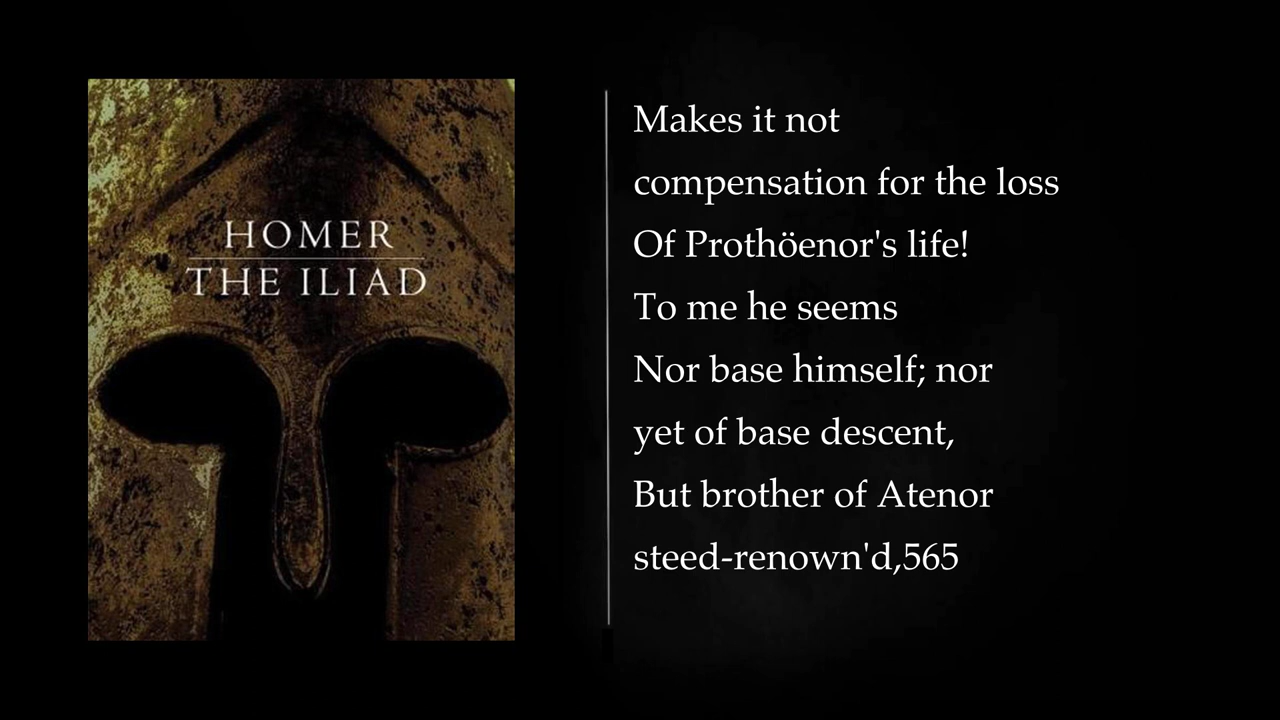 HOMER
THE ILIAD
Makes it not
compensation for the loss
Of Prothöenor's life!
To me he seems
Nor base himself; nor
yet of base descent,
But brother of Atenor
steed-renown'd,565